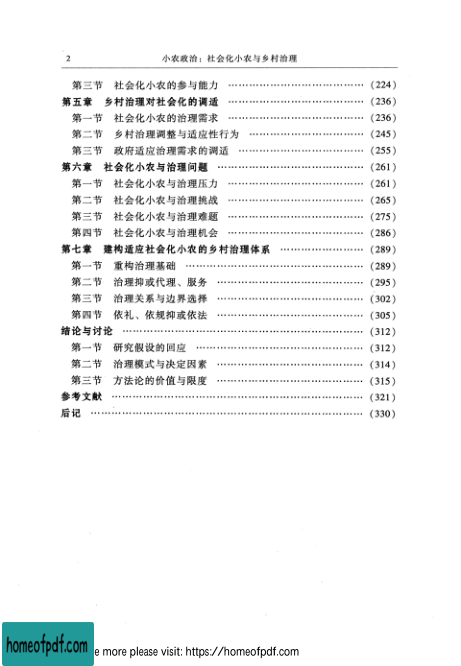 2 小农政治：社会化小农与乡村治理
第三节 社会化小农的参与能力 …………………………………… (224)
第五章 乡村治理对社会化的调适 …………………………………… (236)
第一节 社会化小农的治理需求 …………………………………… (236)
第二节 乡村治理调整与适应性行为 …………………………………… (245)
第三节 政府适应治理需求的调适 …………………………………… (255)
第六章 社会化小农与治理问题 …………………………………… (261)
第一节 社会化小农与治理压力 …………………………………… (261)
第二节 社会化小农与治理挑战 …………………………………… (265)
第三节 社会化小农与治理难题 …………………………………… (275)
第四节 社会化小农与治理机会 …………………………………… (286)
第七章 建构适应社会化小农的乡村治理体系 …………………… (289)
第一节 重构治理基础 …………………………………… (289)
第二节 治理抑或代理、服务 …………………………………… (295)
第三节 治理关系与边界选择 …………………………………… (302)
第四节 依礼、依规抑或依法 …………………………………… (305)
结论与讨论 …………………………………… (312)
第一节 研究假设的回应 …………………………………… (312)
第二节 治理模式与决定因素 …………………………………… (314)
第三节 方法论的价值与限度 …………………………………… (315)
参考文献 …………………………………… (321)
后记 …………………………………… (330)
homeofpdf.com
e more please visit: https://homeofpdf.com